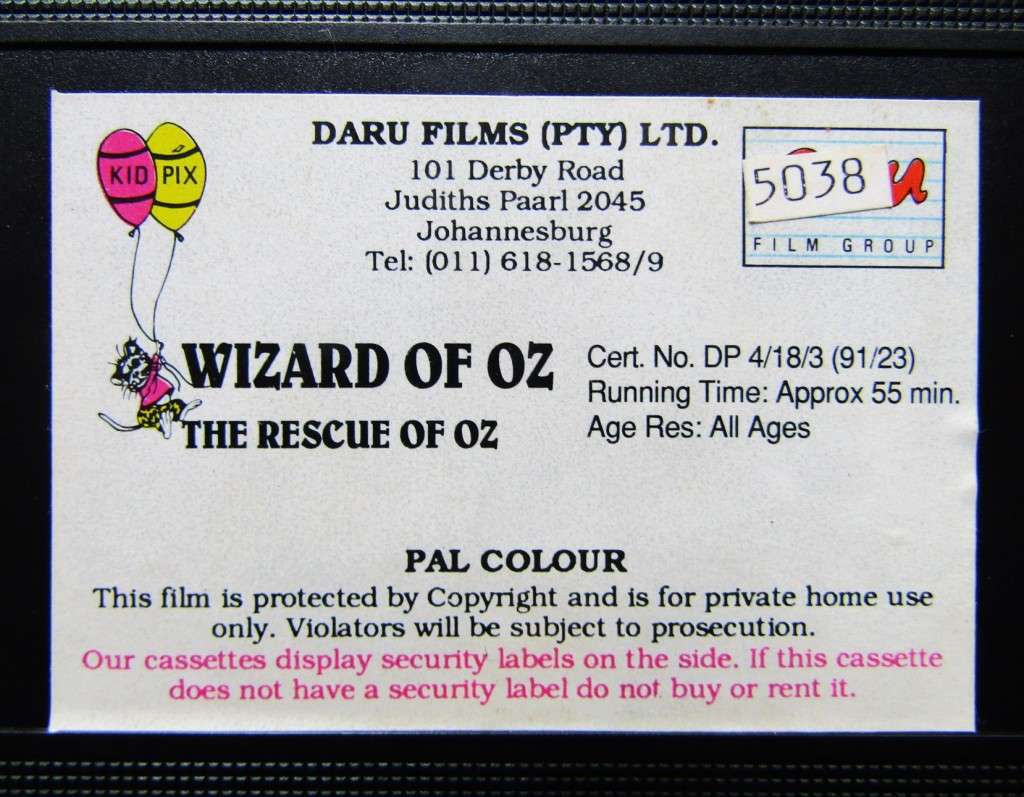 KID PIX
DARU FILMS (PTY) LTD.
101 Derby Road
Judiths Paarl 2045
Johannesburg
Tel: (011) 618-1568/9
5038
FILM GROUP
WIZARD OF OZ
THE RESCUE OF OZ
Cert. No. DP 4/18/3 (91/23)
Running Time: Approx 55 min.
Age Res: All Ages
PAL COLOUR
This film is protected by Copyright and is for private home use
only. Violators will be subject to prosecution.
Our cassettes display security labels on the side. If this cassette
does not have a security label do not buy or rent it.